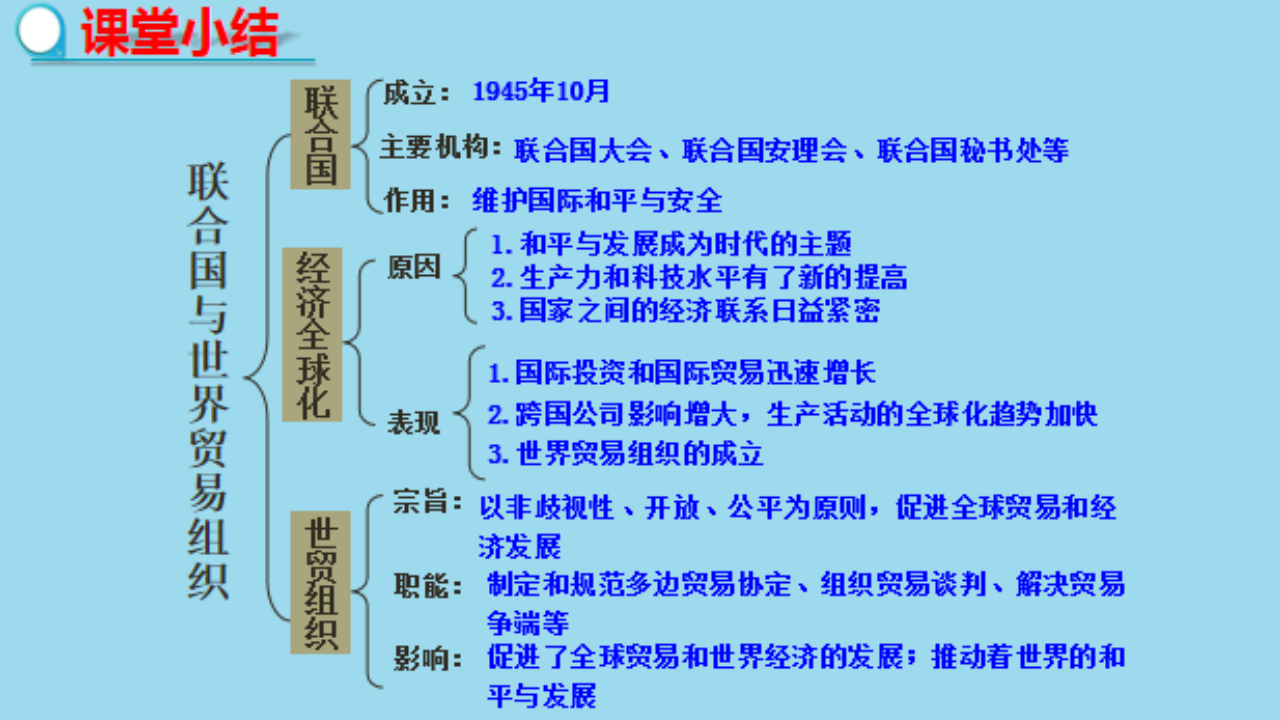 课堂小结
联合国与世界贸易组织
联合国
成立：1945年10月
主要机构：联合国大会、联合国安理会、联合国秘书处等
作用：维护国际和平与安全
经济全球化
原因
1.和平与发展成为时代的主题
2.生产力和科技水平有了新的提高
3.国家之间的经济联系日益紧密
表现
1.国际投资和国际贸易迅速增长
2.跨国公司影响增大，生产活动的全球化趋势加快
3.世界贸易组织的成立
世贸组织
宗旨：以非歧视性、开放、公平为原则，促进全球贸易和经
济发展
职能：制定和规范多边贸易协定、组织贸易谈判、解决贸易
争端等
影响：促进了全球贸易和世界经济的发展；推动着世界的和
平与发展